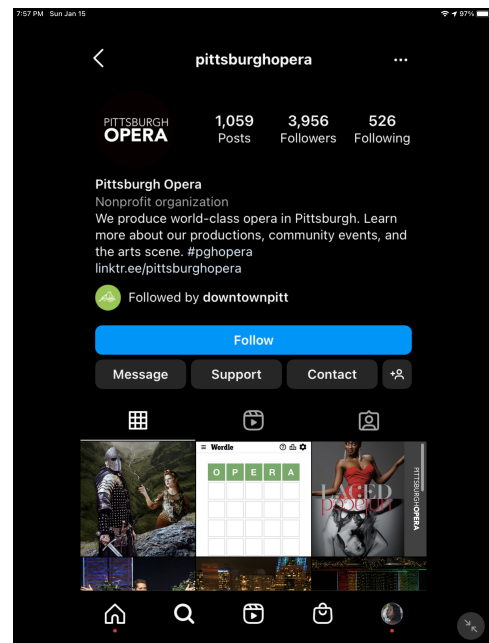 7:57 PM Sun Jan 15
97%
pittsburghopera
PITTSBURGH
OPERA
1,059
Posts
3,956
Followers
526
Following
Pittsburgh Opera
Nonprofit organization
We produce world-class opera in Pittsburgh. Learn
more about our productions, community events, and
the arts scene. #pghopera
linktr.ee/pittsburghopera
Followed by downtownpitt
Follow
Message
Support
Contact
Wordle
OPERA
LACED
PITTSBURGHOPERA